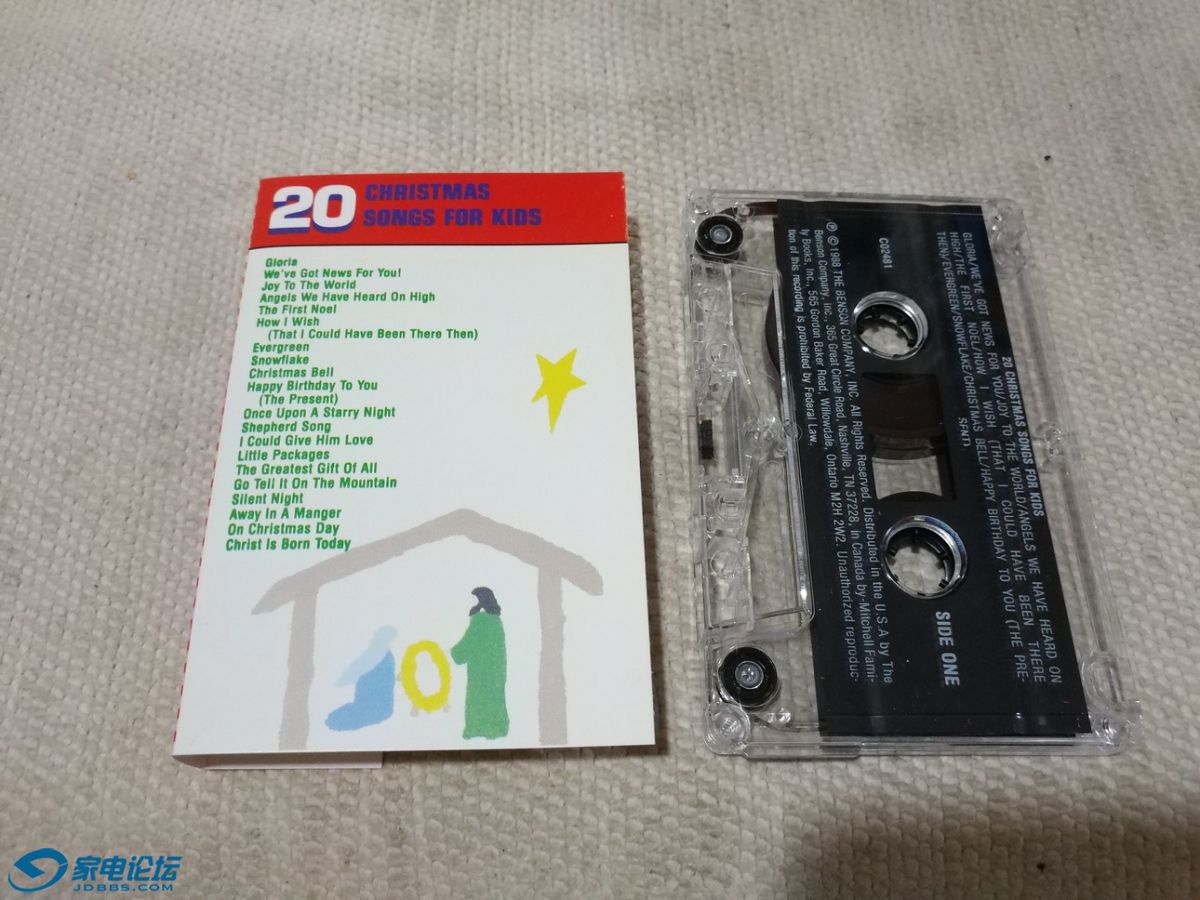 20 CHRISTMAS
SONGS FOR KIDS
Gloria
We've Got News For You!
Joy To The World
Angels We Have Heard On High
The First Noel
How I Wish
(That I Could Have Been There Then)
Evergreen
Snowflake
Christmas Bell
Happy Birthday To You
(The Present)
Once Upon A Starry Night
Shepherd Song
I Could Give Him Love
Little Packages
The Greatest Gift Of All
Go Tell It On The Mountain
Silent Night
Away In A Manger
On Christmas Day
Christ Is Born Today
20 CHRISTMAS SONGS FOR KIDS
GLORIA/WE'VE GOT NEWS FOR YOU/JOY TO THE WORLD/ANGELS WE HAVE HEARD ON
HIGH/THE FIRST NOEL/HOW I WISH (THAT I COULD HAVE BEEN THERE
THEN)/EVERGREEN/SNOWFLAKE/CHRISTMAS BELL/HAPPY BIRTHDAY TO YOU (THE PRE-
SENT)
C02481
SIDE ONE
℗ ©1988 THE BENSON COMPANY, INC. All Rights Reserved. Distributed in the U.S.A by The
Benson Company, Inc., 365 Great Circle Road, Nashville, TN 37228. In Canada by-Mitchell Fami-
ly Books, Inc., 565 Gordon Baker Road, Willowdale, Ontario M2H 2W2. Unauthorized reproduc-
tion of this recording is prohibited by Federal Law.
家电论坛
JDBBS.COM